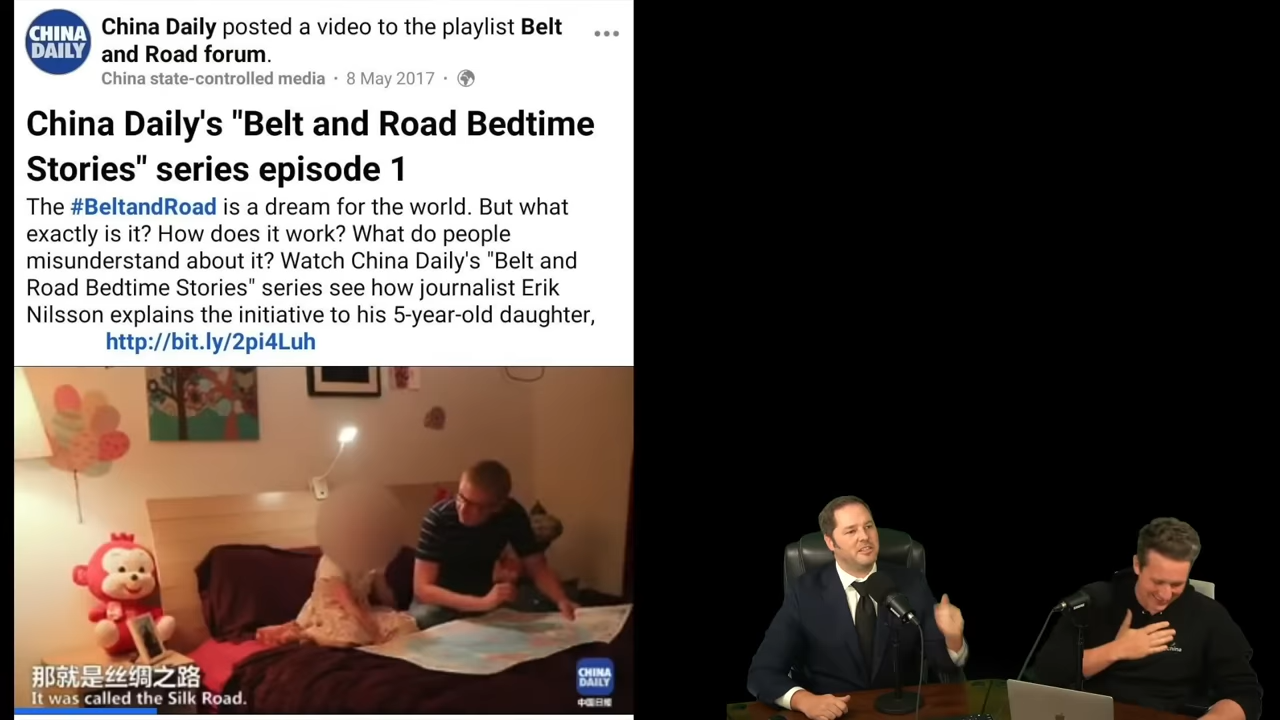 CHINA
DAILY
China Daily posted a video to the playlist Belt
and Road forum.
China state-controlled media · 8 May 2017 ·
China Daily's "Belt and Road Bedtime
Stories" series episode 1
The #BeltandRoad is a dream for the world. But what
exactly is it? How does it work? What do people
misunderstand about it? Watch China Daily's "Belt and
Road Bedtime Stories" series see how journalist Erik
Nilsson explains the initiative to his 5-year-old daughter,
http://bit.ly/2pi4Luh
那就是丝绸之路
It was called the Silk Road.
CHINA
DAILY
中国日报